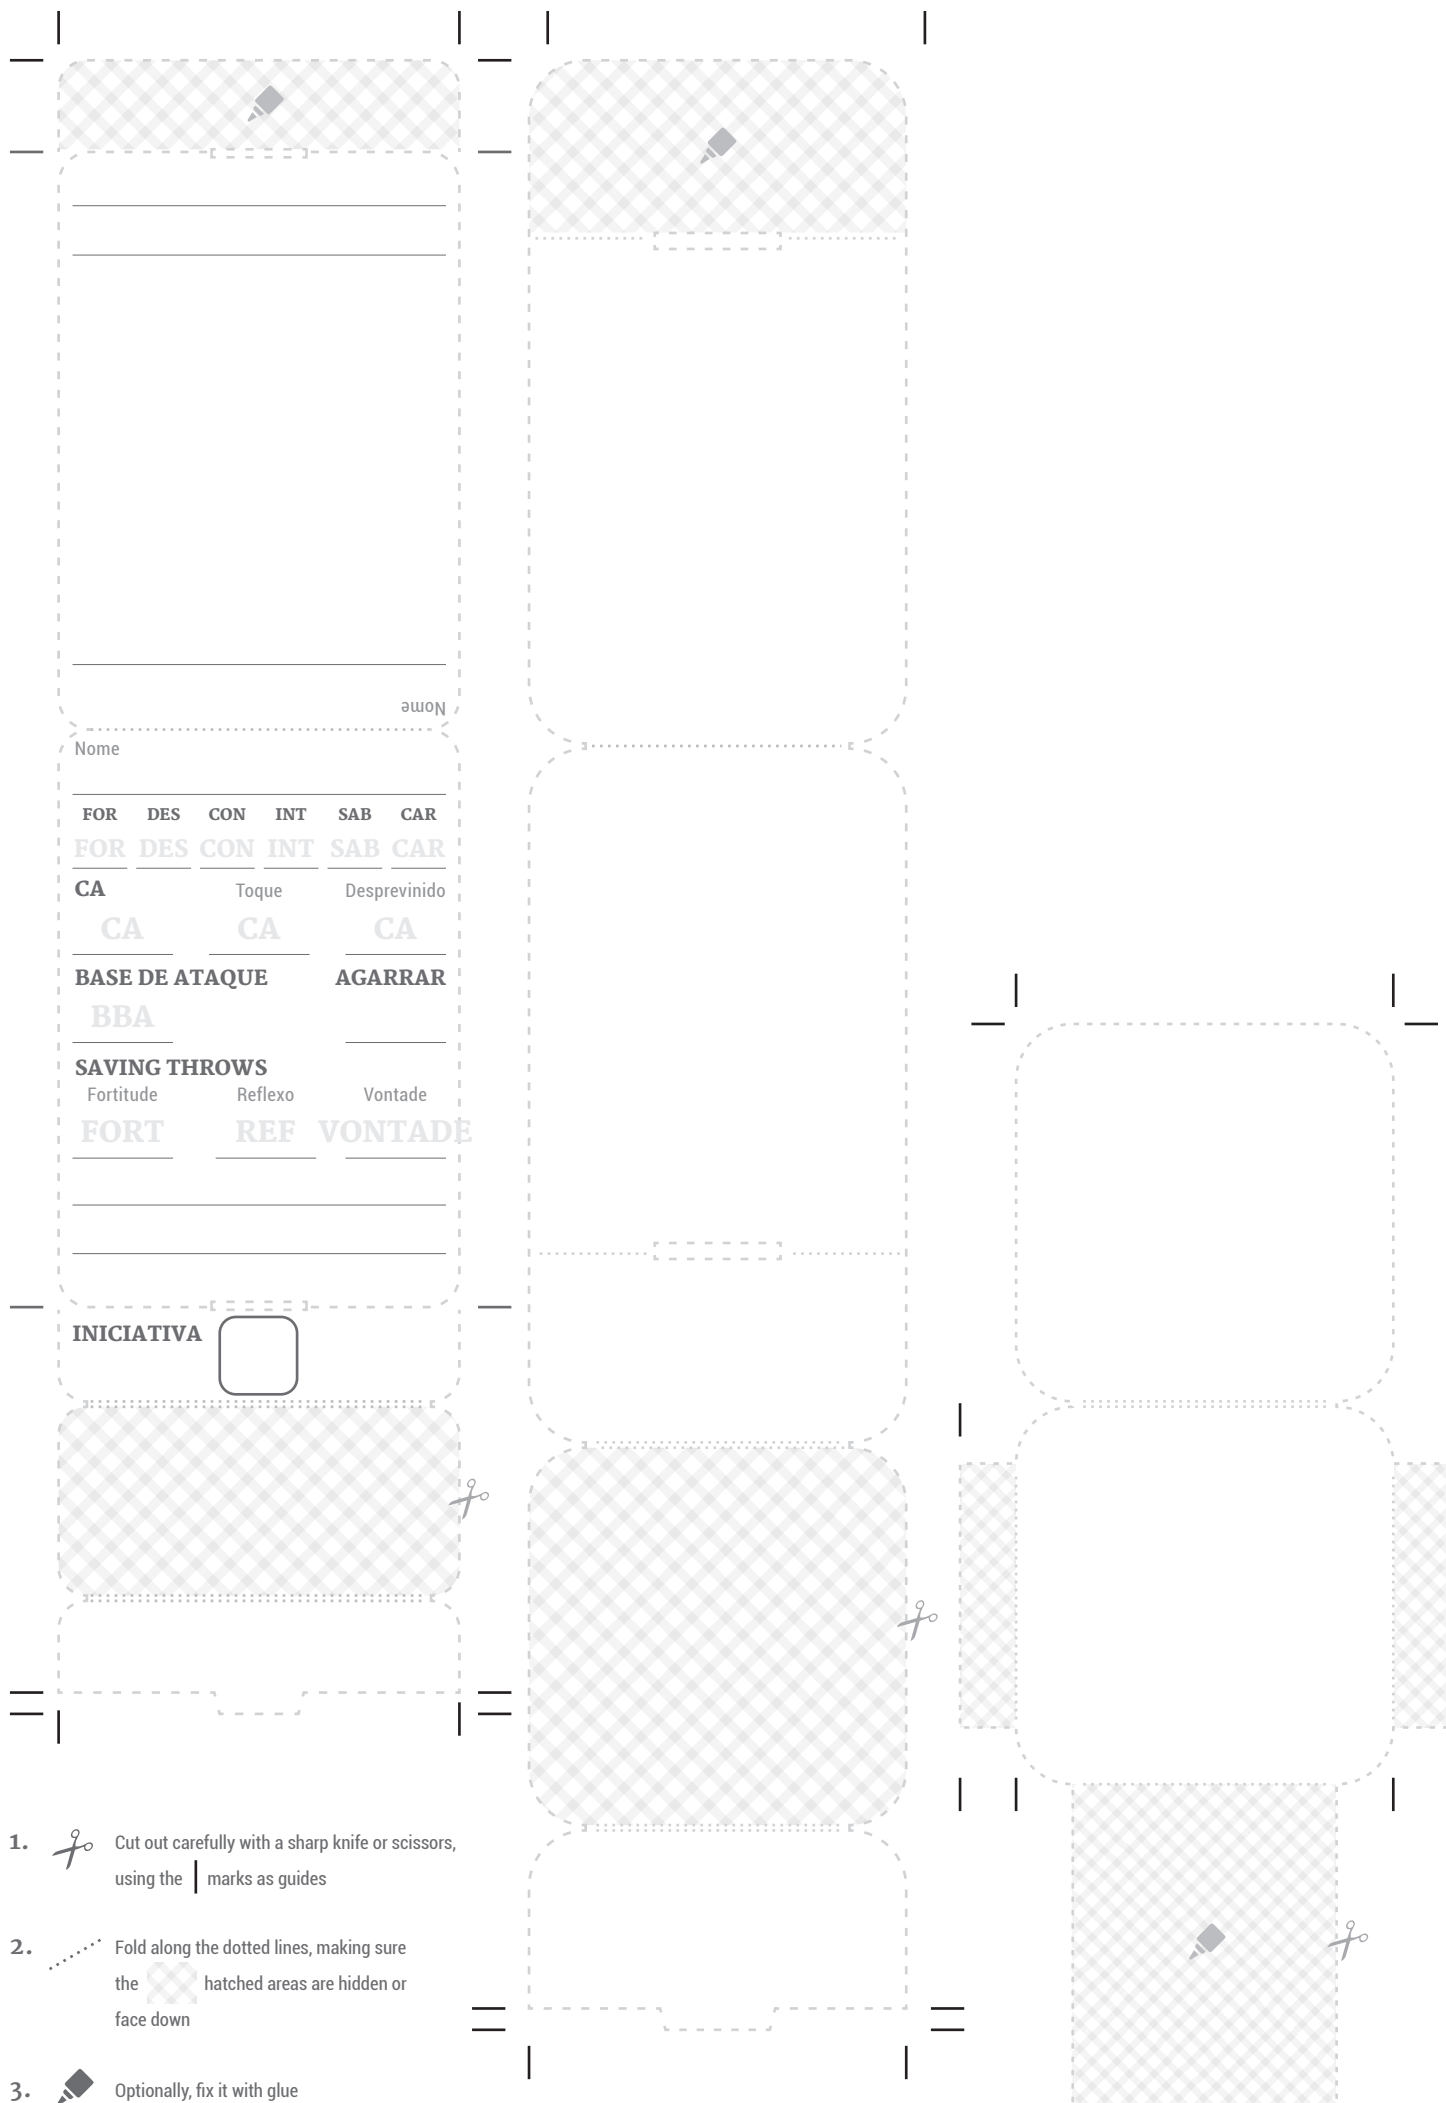 Nome
Nome
FOR DES CON INT SAB CAR
FOR DES CON INT SAB CAR
CA Toque Desprevinido
CA CA CA
BASE DE ATAQUE AGARRAR
BBA
SAVING THROWS
Fortitude Reflexo Vontade
FORT REF VONTADE
INICIATIVA
1. Cut out carefully with a sharp knife or scissors,
using the marks as guides
2. Fold along the dotted lines, making sure
the hatched areas are hidden or
face down
3. Optionally, fix it with glue